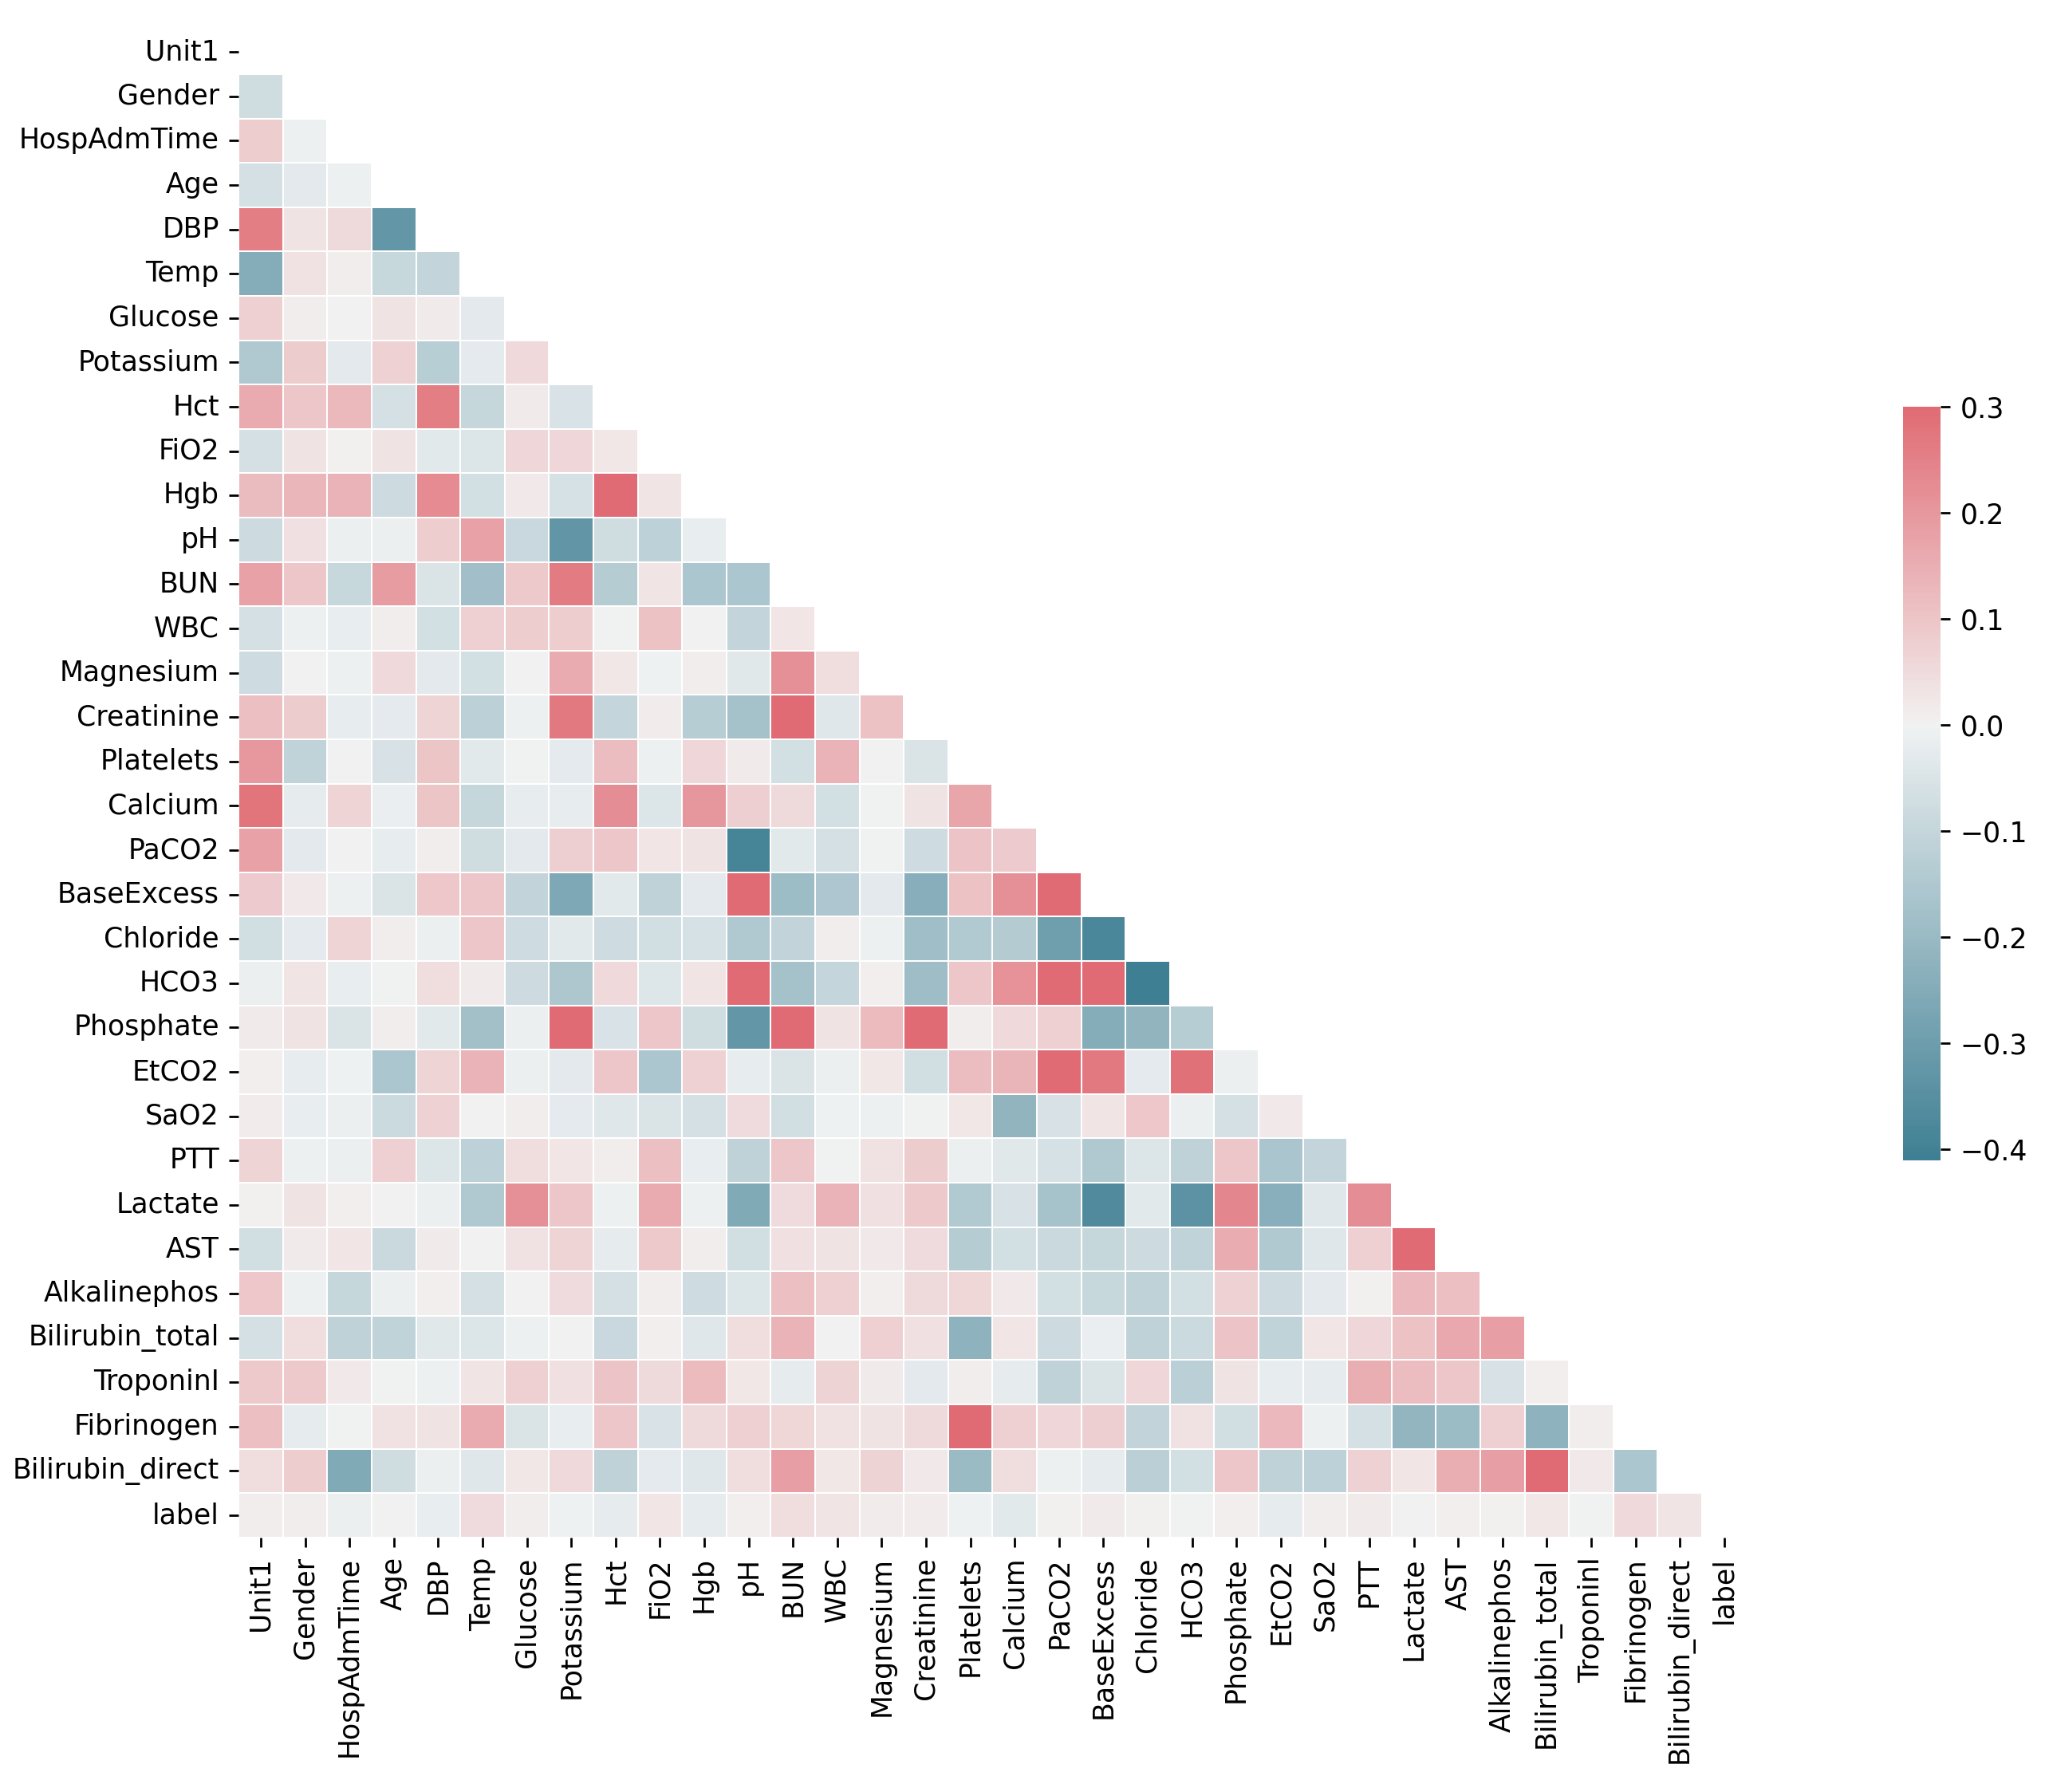 Unit1
Gender
HospAdmTime
Age
DBP
Temp
Glucose
Potassium
Hct
FiO2
Hgb
pH
BUN
WBC
Magnesium
Creatinine
Platelets
Calcium
PaCO2
BaseExcess
Chloride
HCO3
Phosphate
EtCO2
SaO2
PTT
Lactate
AST
Alkalinephos
Bilirubin_total
TroponinI
Fibrinogen
Bilirubin_direct
label
Unit1
Gender
HospAdmTime
Age
DBP
Temp
Glucose
Potassium
Hct
FiO2
Hgb
pH
BUN
WBC
Magnesium
Creatinine
Platelets
Calcium
PaCO2
BaseExcess
Chloride
HCO3
Phosphate
EtCO2
SaO2
PTT
Lactate
AST
Alkalinephos
Bilirubin_total
TroponinI
Fibrinogen
Bilirubin_direct
label
0.3
0.2
0.1
0.0
−0.1
−0.2
−0.3
−0.4